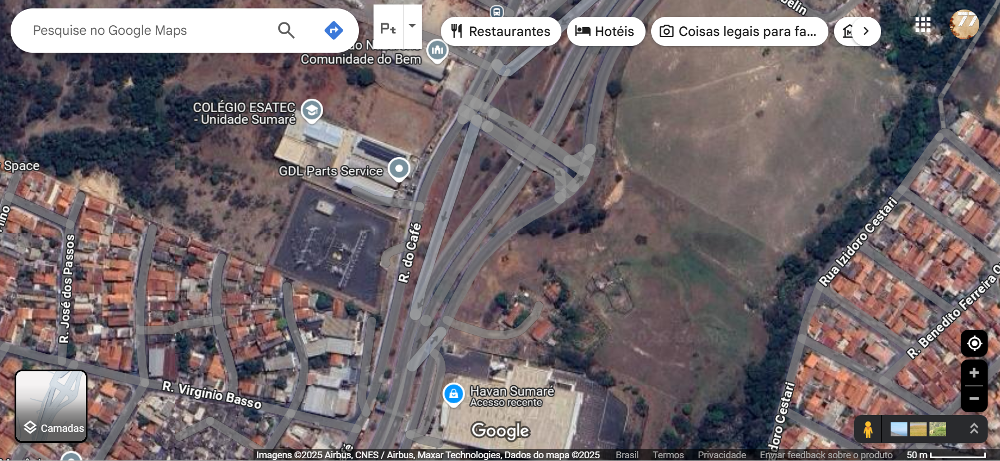 Pesquise no Google Maps
Pt
Restaurantes
Hotéis
Coisas legais para fa...
77
Comunidade do Bem
COLÉGIO ESATEC
- Unidade Sumaré
Space
GDL Parts Service
R. do Café
R. José dos Passos
Rua Izidoro Cestari
R. Benedito Ferreira O
R. Virgínio Basso
Havan Sumaré
Acesso recente
Google
Camadas
Imagens ©2025 Airbus, CNES / Airbus, Maxar Technologies, Dados do mapa ©2025
Brasil
Termos
Privacidade
Enviar feedback sobre o produto
50 m